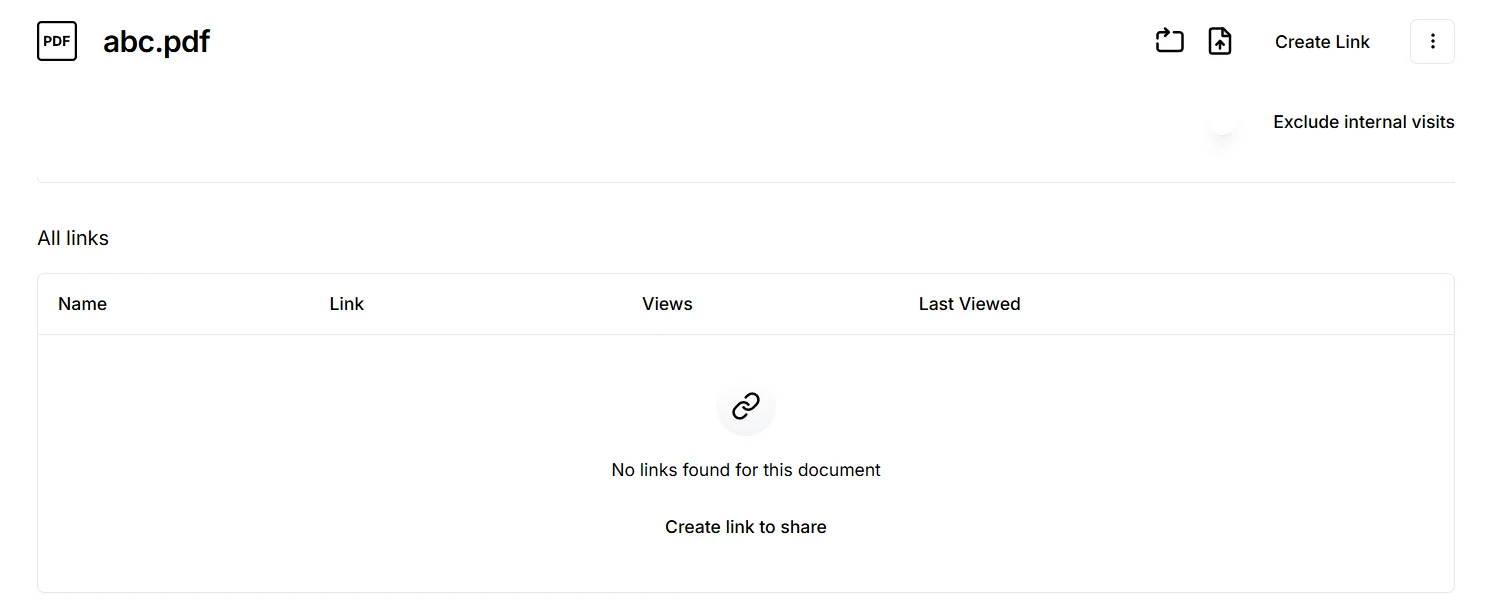 PDF abc.pdf Create Link
Exclude internal visits
All links
Name Link Views Last Viewed
No links found for this document
Create link to share